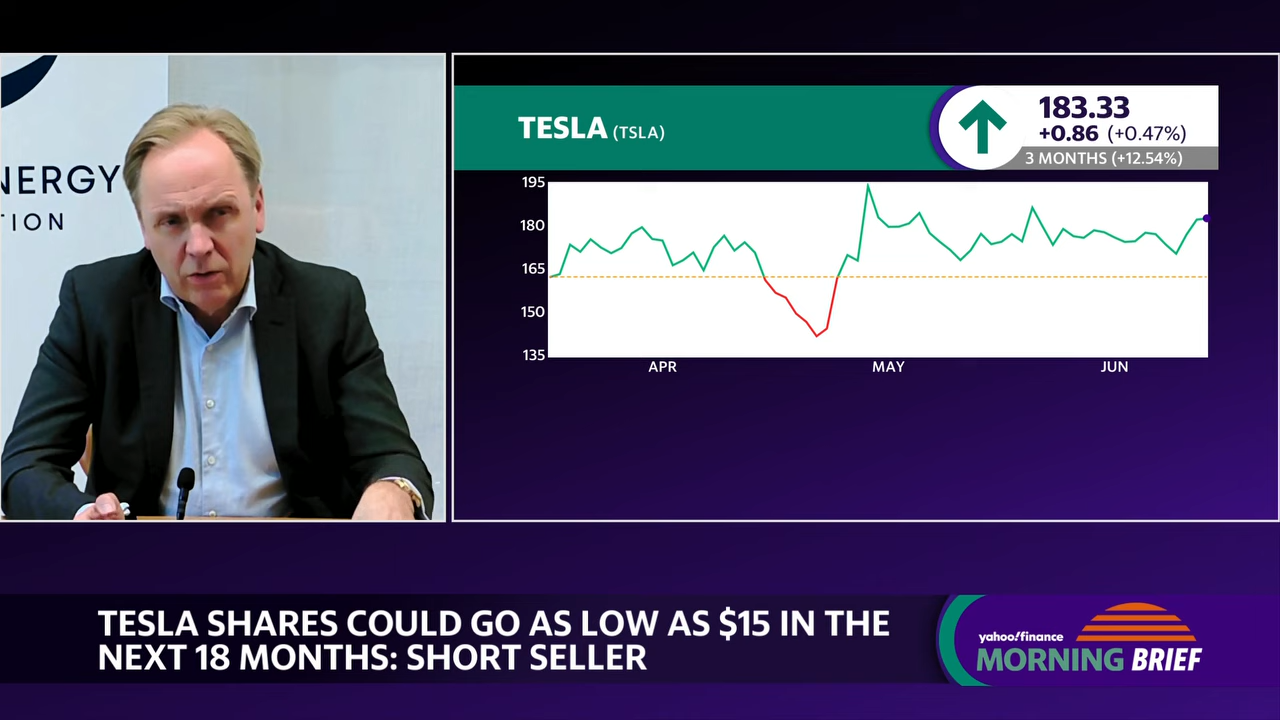 NERGY
TION
TESLA (TSLA)
183.33
+0.86 (+0.47%)
3 MONTHS (+12.54%)
195
180
165
150
135
APR MAY JUN
TESLA SHARES COULD GO AS LOW AS $15 IN THE
NEXT 18 MONTHS: SHORT SELLER
yahoo!finance
MORNING BRIEF